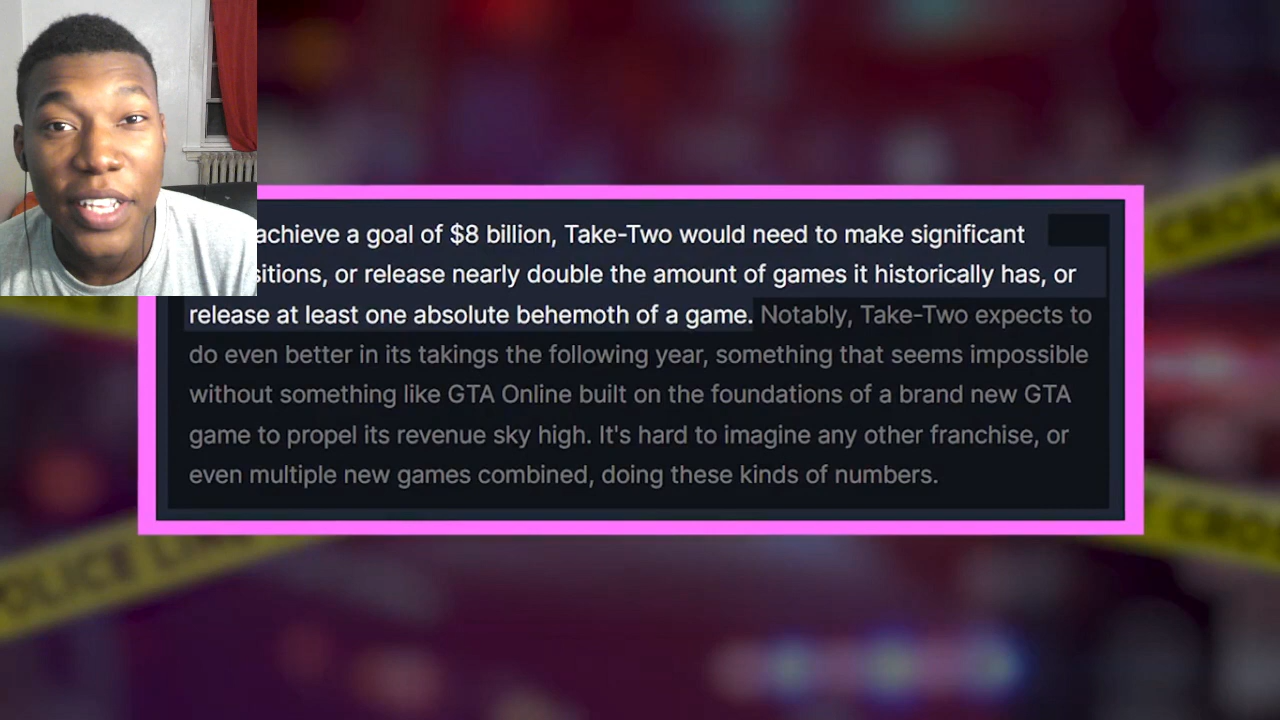 achieve a goal of $8 billion, Take-Two would need to make significant
sitions, or release nearly double the amount of games it historically has, or
release at least one absolute behemoth of a game. Notably, Take-Two expects to
do even better in its takings the following year, something that seems impossible
without something like GTA Online built on the foundations of a brand new GTA
game to propel its revenue sky high. It's hard to imagine any other franchise, or
even multiple new games combined, doing these kinds of numbers.
CROS
POLICE LINE
CROS